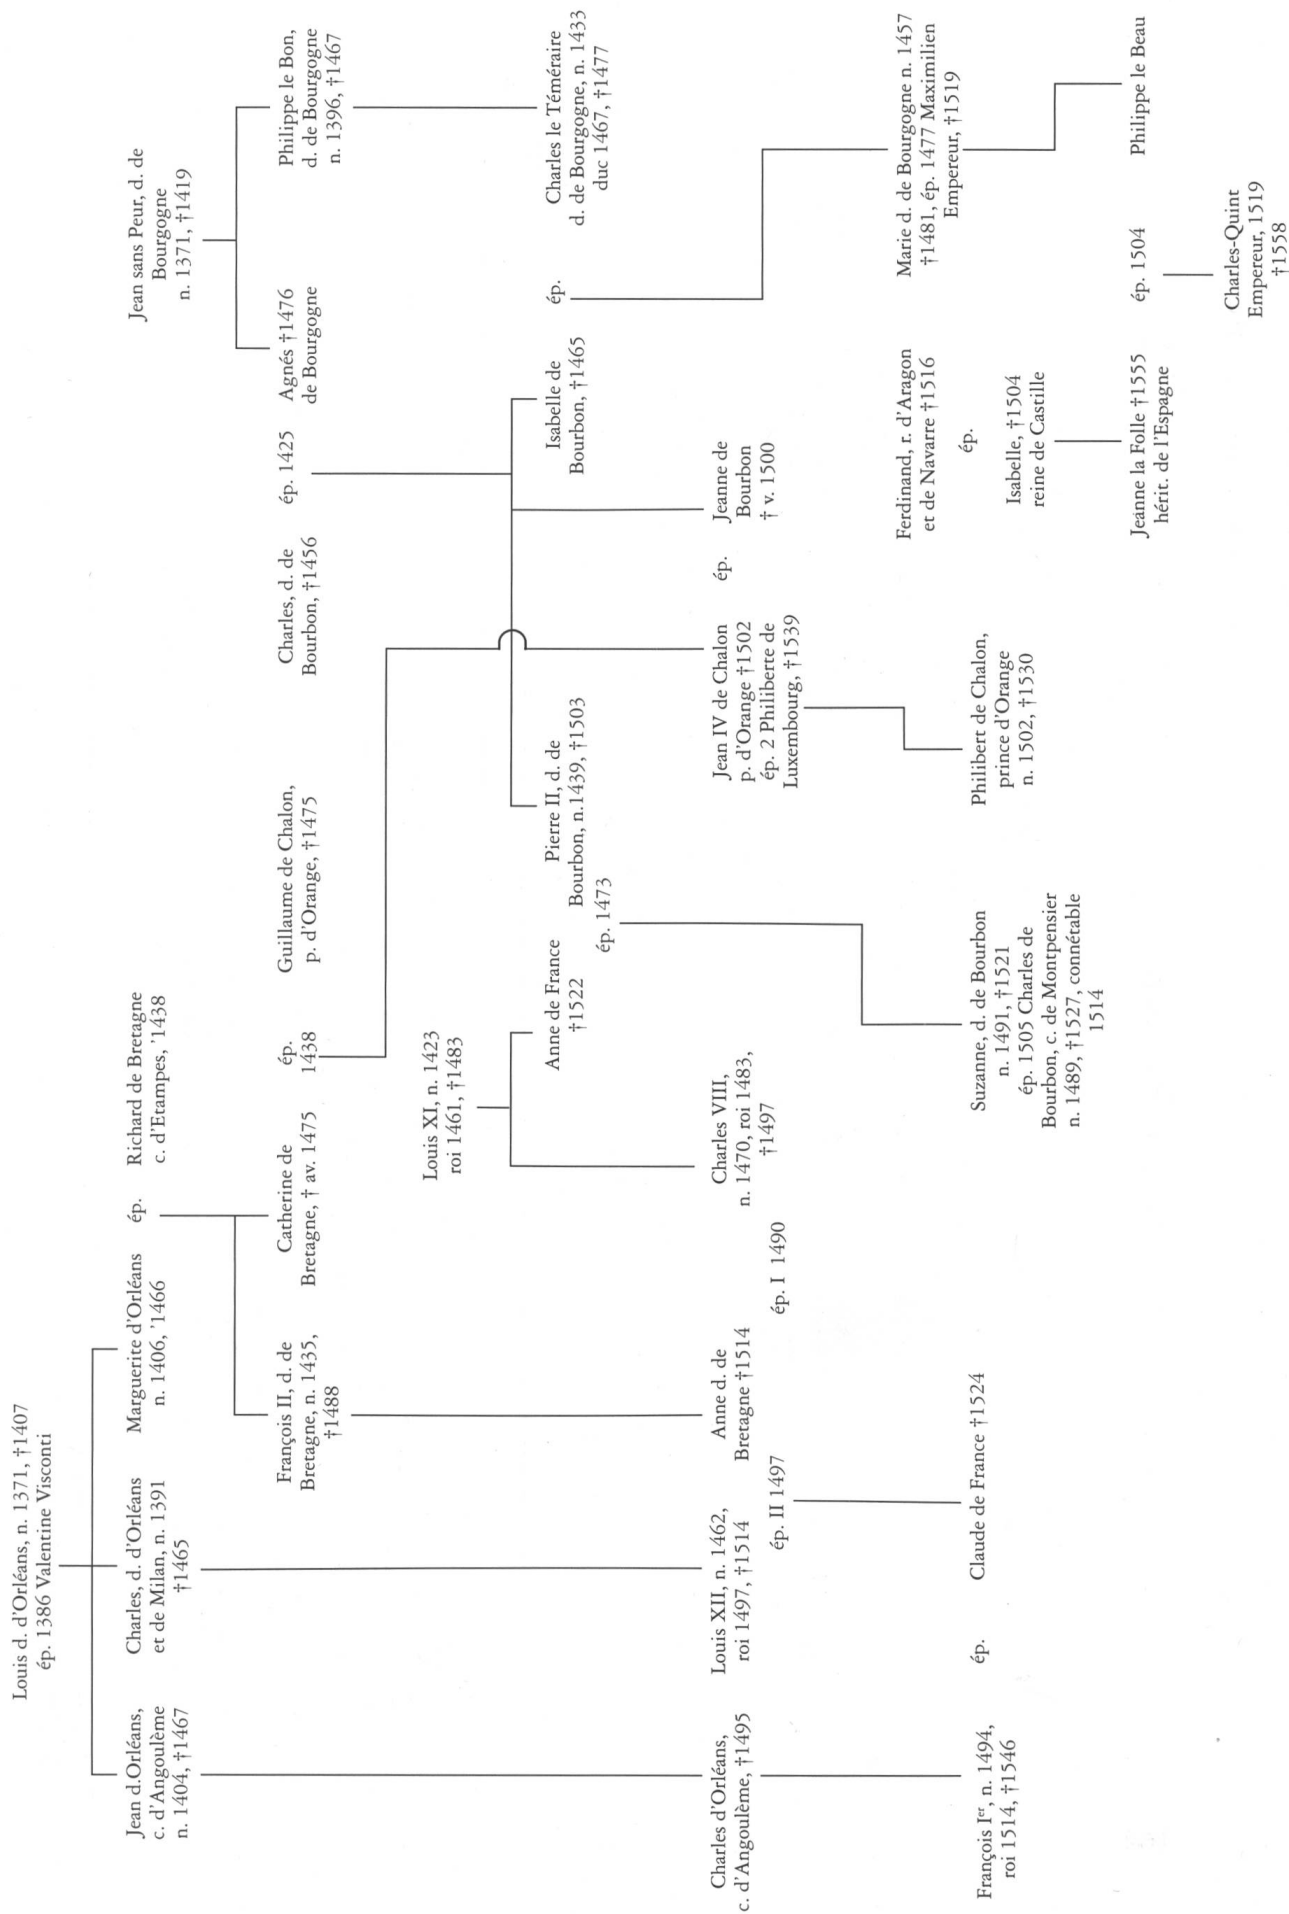 Louis d. d'Orléans, n. 1371, †1407
ép. 1386 Valentine Visconti
Jean d.Orléans,
c. d'Angoulème
n. 1404, †1467
Charles, d. d'Orléans
et de Milan, n. 1391
†1465
Marguerite d'Orléans
n. 1406, '1466
ép.
Richard de Bretagne
c. d'Etampes, '1438
Jean sans Peur, d. de
Bourgogne
n. 1371, †1419
François II, d. de
Bretagne, n. 1435,
†1488
Catherine de
Bretagne, † av. 1475
ép.
1438
Guillaume de Chalon,
p. d'Orange, †1475
Charles, d. de
Bourbon, †1456
ép. 1425
Agnés †1476
de Bourgogne
Philippe le Bon,
d. de Bourgogne
n. 1396, †1467
Louis XI, n. 1423
roi 1461, †1483
Anne de France
†1522
ép. 1473
Pierre II, d. de
Bourbon, n.1439, †1503
Isabelle de
Bourbon, †1465
ép.
Charles le Téméraire
d. de Bourgogne, n. 1433
duc 1467, †1477
Charles d'Orléans,
c. d'Angoulème, †1495
Louis XII, n. 1462,
roi 1497, †1514
ép. II 1497
Anne d. de
Bretagne †1514
ép. I 1490
Charles VIII,
n. 1470, roi 1483,
†1497
Jean IV de Chalon
p. d'Orange †1502
ép. 2 Philiberte de
Luxembourg, †1539
ép.
Jeanne de
Bourbon
† v. 1500
Ferdinand, r. d'Aragon
et de Navarre †1516
ép.
Isabelle, †1504
reine de Castille
Marie d. de Bourgogne n. 1457
†1481, ép. 1477 Maximilien
Empereur, †1519
François Ier, n. 1494,
roi 1514, †1546
ép.
Claude de France †1524
Suzanne, d. de Bourbon
n. 1491, †1521
ép. 1505 Charles de
Bourbon, c. de Montpensier
n. 1489, †1527, connétable
1514
Philibert de Chalon,
prince d'Orange
n. 1502, †1530
Jeanne la Folle †1555
hérit. de l'Espagne
ép. 1504
Philippe le Beau
Charles-Quint
Empereur, 1519
†1558